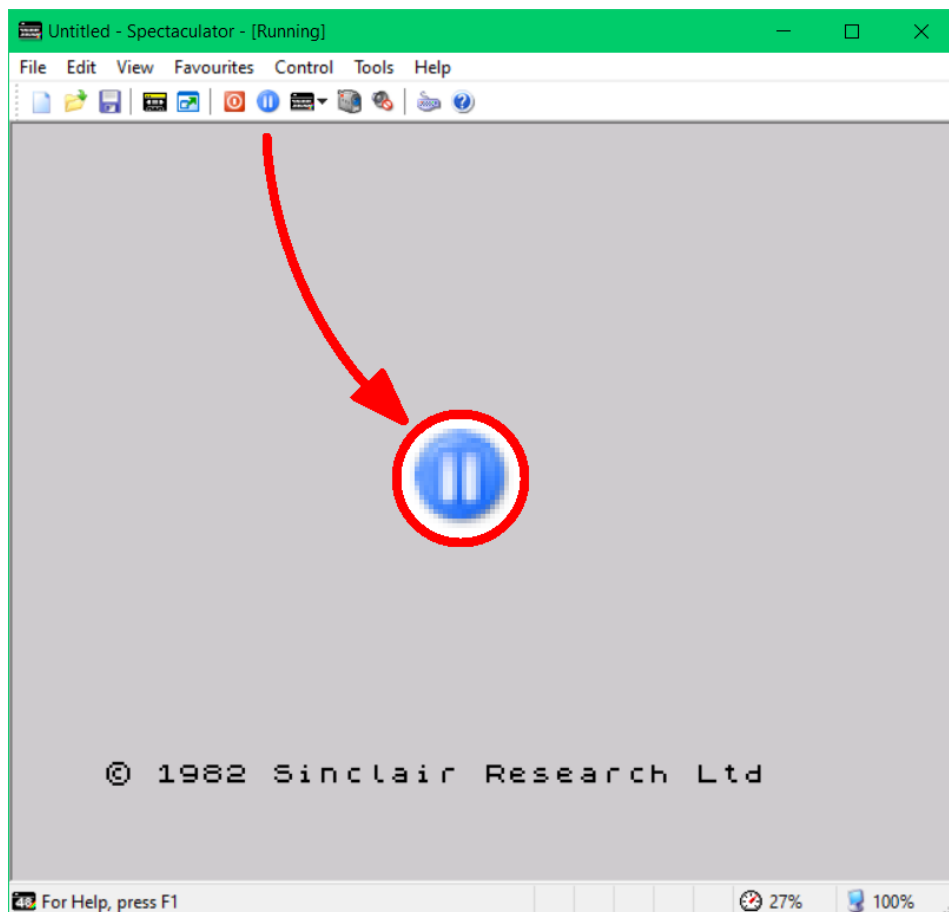 Untitled - Spectaculator - [Running]
File Edit View Favourites Control Tools Help
© 1982 Sinclair Research Ltd
48 For Help, press F1 27% 100%